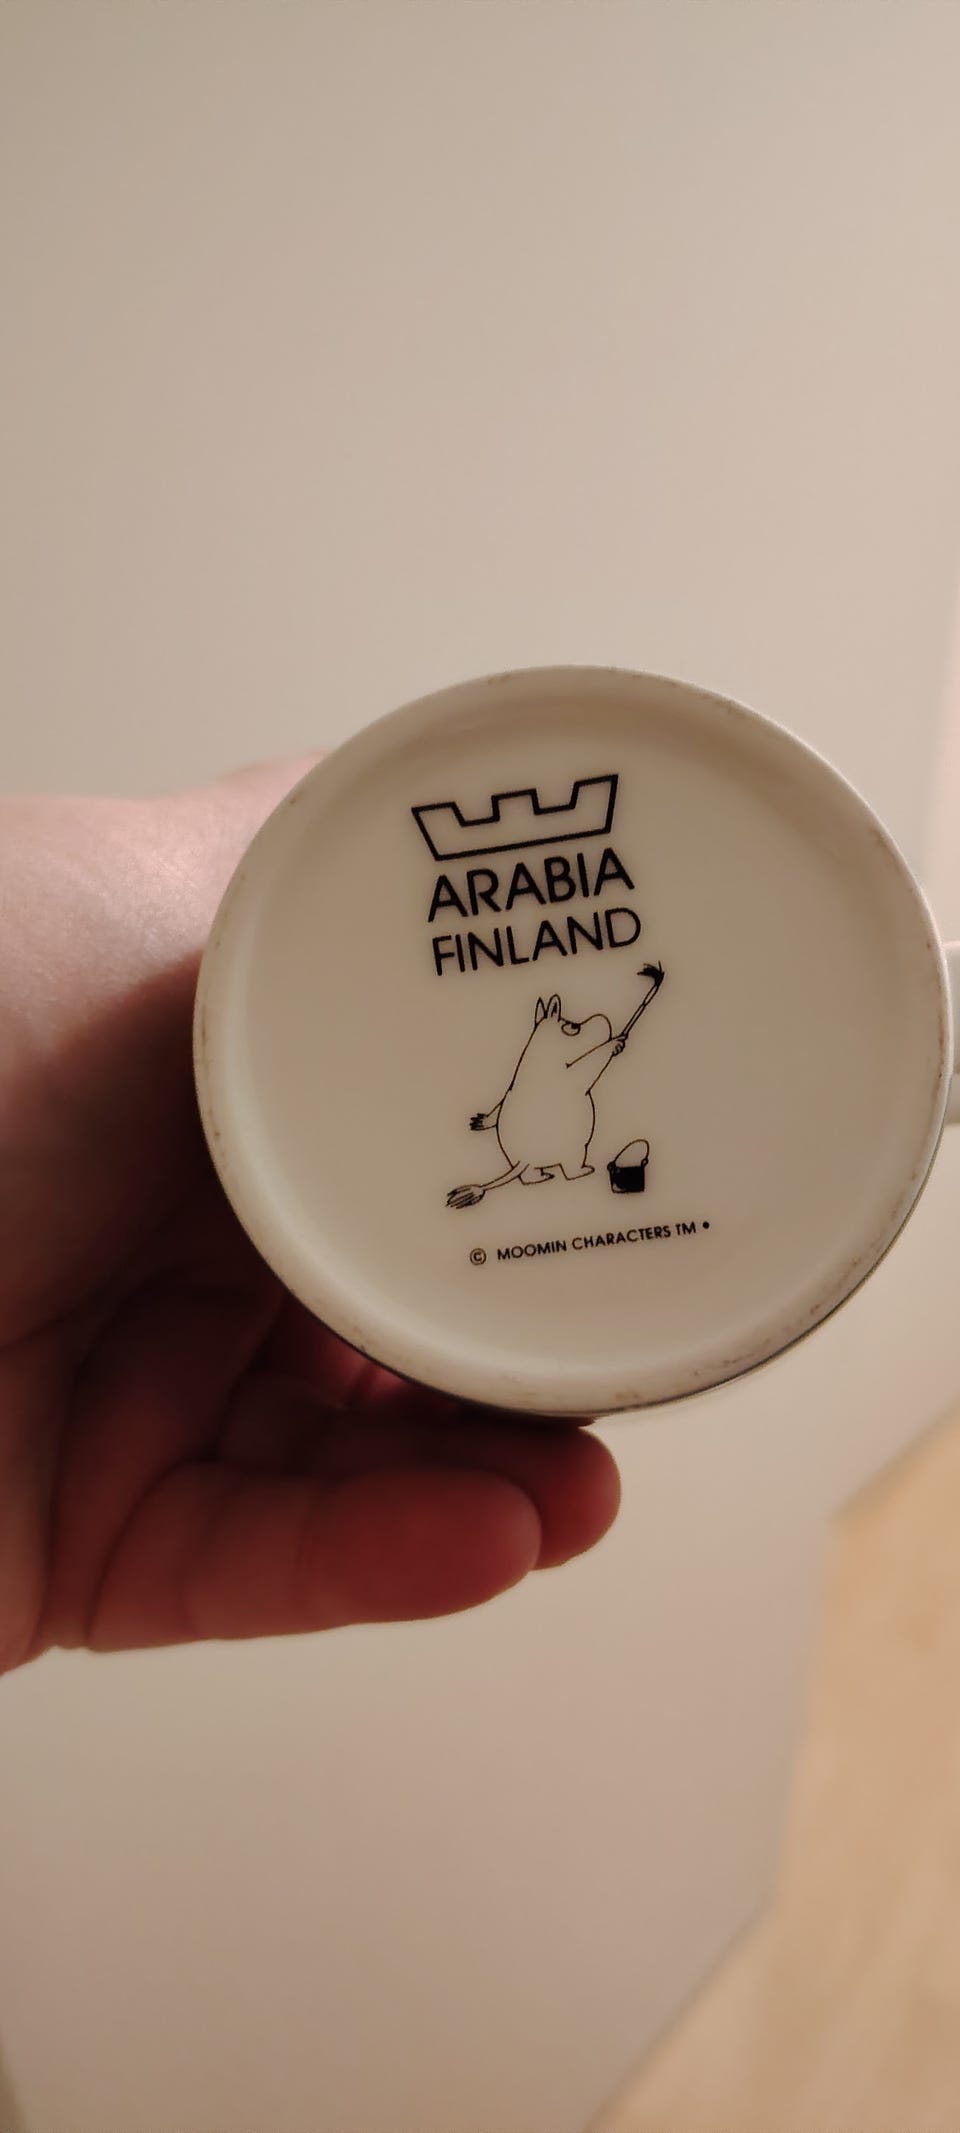 ARABIA
FINLAND
© MOOMIN CHARACTERS TM •